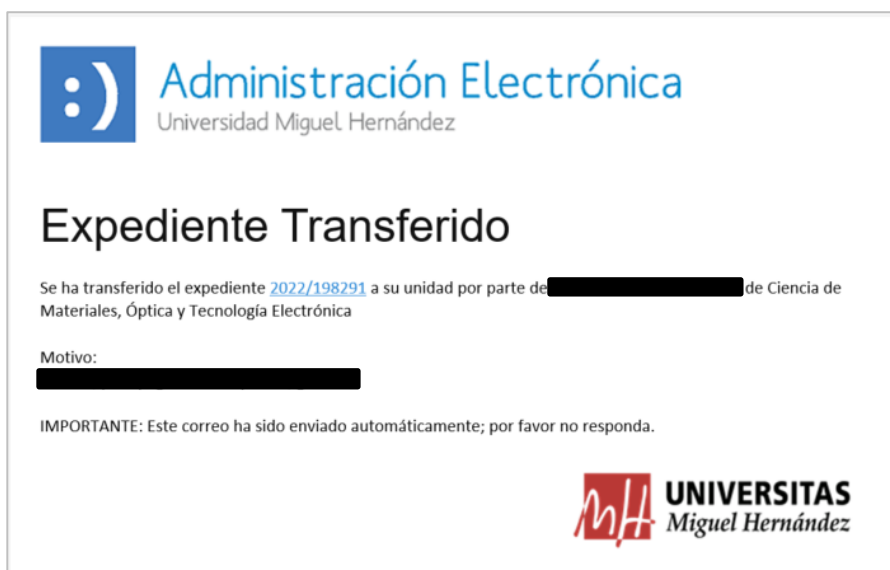 :)
Administración Electrónica
Universidad Miguel Hernández
Expediente Transferido
Se ha transferido el expediente 2022/198291 a su unidad por parte de de Ciencia de
Materiales, Óptica y Tecnología Electrónica
Motivo:
IMPORTANTE: Este correo ha sido enviado automáticamente; por favor no responda.
MH UNIVERSITAS
Miguel Hernández